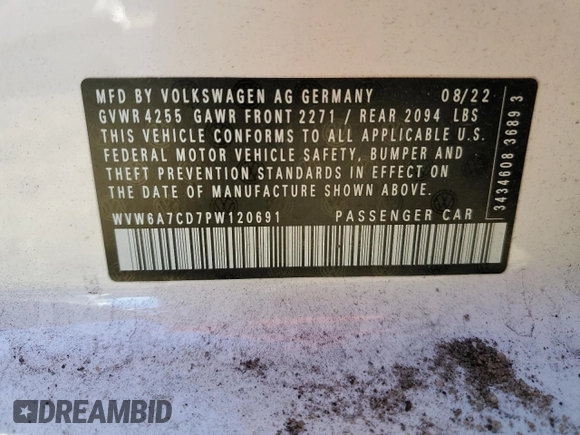 MFD BY VOLKSWAGEN AG GERMANY 08/22
GVWR 4255 GAWR FRONT 2271 / REAR 2094 LBS
THIS VEHICLE CONFORMS TO ALL APPLICABLE U.S.
FEDERAL MOTOR VEHICLE SAFETY, BUMPER AND
THEFT PREVENTION STANDARDS IN EFFECT ON THE
DATE OF MANUFACTURE SHOWN ABOVE.
WVW6A7CD7PW120691 PASSENGER CAR
3434608 3689 3
DREAMBID